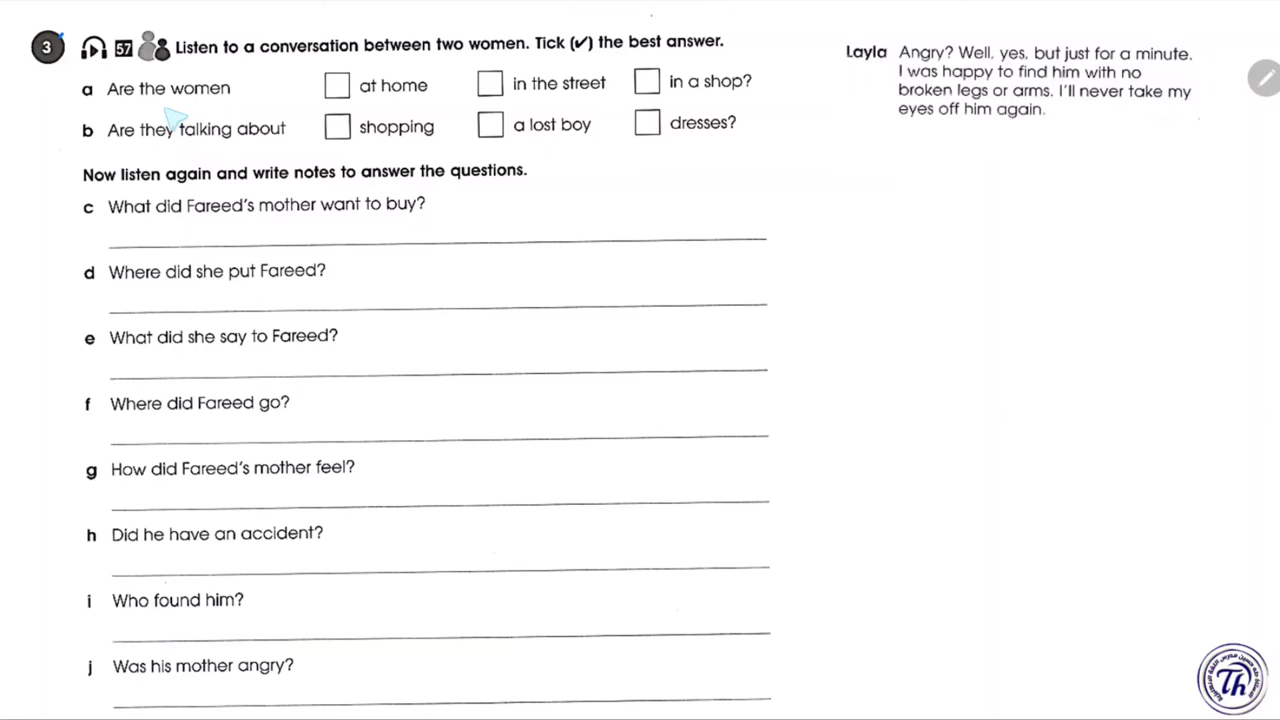 3 57 Listen to a conversation between two women. Tick (✔) the best answer.
a Are the women at home in the street in a shop?
b Are they talking about shopping a lost boy dresses?
Now listen again and write notes to answer the questions.
c What did Fareed's mother want to buy?
d Where did she put Fareed?
e What did she say to Fareed?
f Where did Fareed go?
g How did Fareed's mother feel?
h Did he have an accident?
i Who found him?
j Was his mother angry?
Layla Angry? Well, yes, but just for a minute.
I was happy to find him with no
broken legs or arms. I'll never take my
eyes off him again.
Th